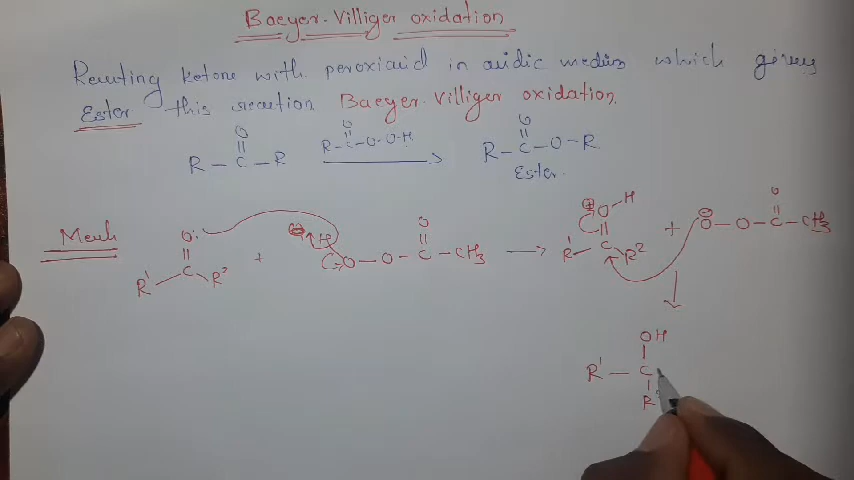 Baeyer-Villiger oxidation
Reacting ketone with peroxiacid in acidic medium which gives
Ester this reaction Baeyer-Villiger oxidation.
O O O
R-C-R R-C-O-O-H R-C-O-R
Ester.
Mech
O: + H O-O-C-CH3 ⊕O-H + ⊖O-O-C-CH3
R1 C R2 O R1 C R2 O
OH
R1-C
R